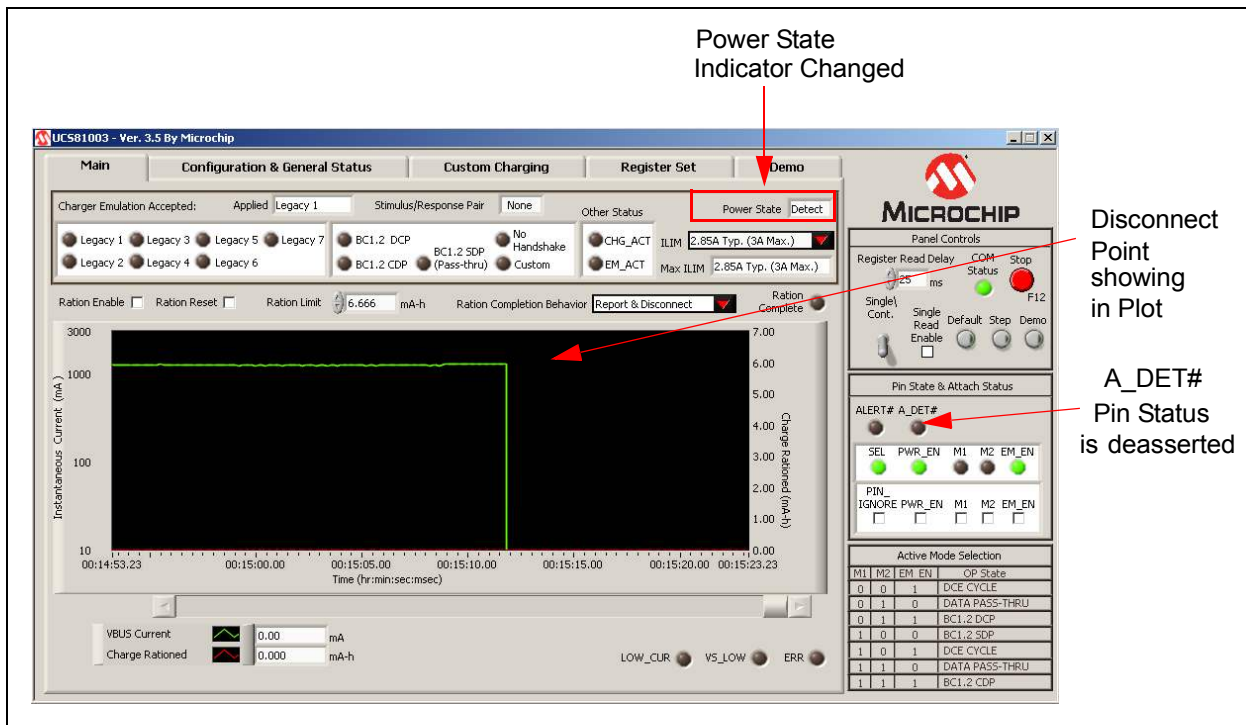 Power State
Indicator Changed
UCS81003 - Ver. 3.5 By Microchip
Main
Configuration & General Status
Custom Charging
Register Set
Demo
Charger Emulation Accepted:
Applied Legacy 1
Stimulus/Response Pair None
Other Status
Power State Detect
Legacy 1 Legacy 3 Legacy 5 Legacy 7
Legacy 2 Legacy 4 Legacy 6
BC1.2 DCP
BC1.2 CDP
BC1.2 SDP
(Pass-thru)
No
Handshake
Custom
CHG_ACT
EM_ACT
ILIM 2.85A Typ. (3A Max.)
Max ILIM 2.85A Typ. (3A Max.)
Ration Enable
Ration Reset
Ration Limit 6.666 mA-h
Ration Completion Behavior Report & Disconnect
Ration
Complete
Instantaneous Current (mA)
3000
1000
100
10
7.00
6.00
5.00
4.00
3.00
2.00
1.00
0.00
Charge Rationed (mA-h)
00:14:53.23 00:15:00.00 00:15:05.00 00:15:10.00 00:15:15.00 00:15:20.00 00:15:23.23
Time (hr:min:sec:msec)
VBUS Current 0.00 mA
Charge Rationed 0.000 mA-h
LOW_CUR VS_LOW ERR
MICROCHIP
Panel Controls
Register Read Delay
25 ms
COM
Status
Stop
F12
Single\
Cont.
Single
Read
Enable
Default Step Demo
Pin State & Attach Status
ALERT# A_DET#
SEL PWR_EN M1 M2 EM_EN
PIN_
IGNORE PWR_EN M1 M2 EM_EN
Active Mode Selection
M1 M2 EM EN OP State
0 0 1 DCE CYCLE
0 1 0 DATA PASS-THRU
0 1 1 BC1.2 DCP
1 0 0 BC1.2 SDP
1 0 1 DCE CYCLE
1 1 0 DATA PASS-THRU
1 1 1 BC1.2 CDP
Disconnect
Point
showing
in Plot
A_DET#
Pin Status
is deasserted